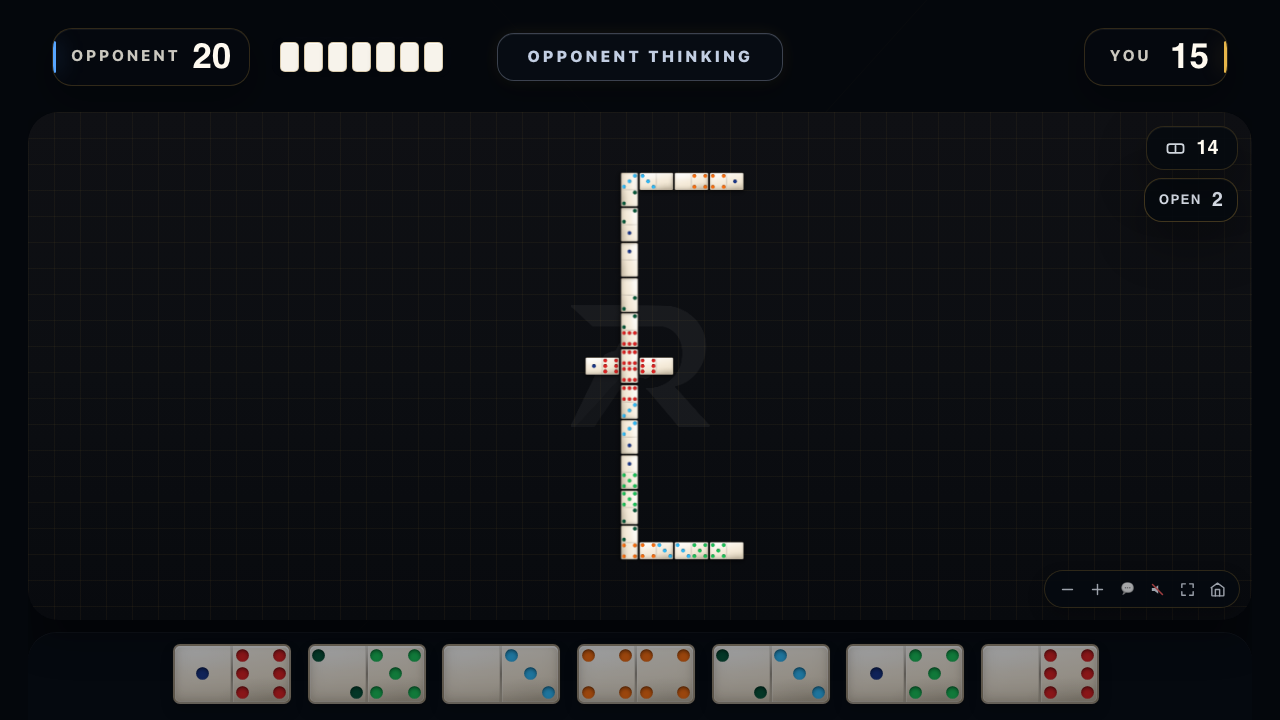 OPPONENT 20
OPPONENT THINKING
YOU 15
14
OPEN 2
R